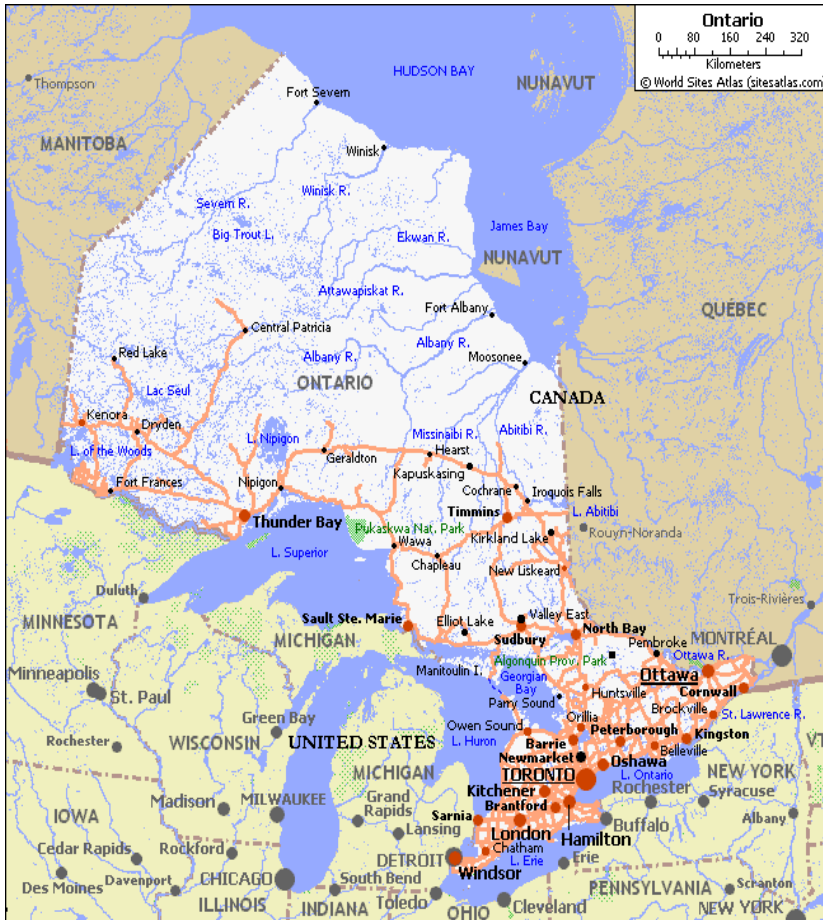 Ontario
0 80 160 240 320
Kilometers
© World Sites Atlas (sitesatlas.com)
HUDSON BAY
NUNAVUT
Thompson
Fort Severn
MANITOBA
Winisk
Winisk R.
Severn R.
Big Trout L.
Ekwan R.
James Bay
NUNAVUT
Attawapiskat R.
Fort Albany
QUÉBEC
Central Patricia
Albany R.
Albany R.
Red Lake
Moosonee
ONTARIO
Lac Seul
CANADA
Kenora
Dryden
Missinaibi R.
Abitibi R.
L. Nipigon
L. of the Woods
Geraldton
Hearst
Kapuskasing
Fort Frances
Nipigon
Cochrane
Iroquois Falls
Timmins
L. Abitibi
Thunder Bay
Pukaskwa Nat. Park
Rouyn-Noranda
Kirkland Lake
Wawa
L. Superior
Chapleau
New Liskeard
Duluth
Trois-Rivières
MINNESOTA
Sault Ste. Marie
Elliot Lake
Valley East
North Bay
MICHIGAN
Sudbury
Pembroke
MONTRÉAL
Ottawa R.
Algonquin Prov. Park
Manitoulin I.
Georgian
Bay
Ottawa
Minneapolis
St. Paul
Huntsville
Cornwall
Parry Sound
Brockville
Green Bay
Orillia
St. Lawrence R.
Owen Sound
Peterborough
Kingston
Rochester
WISCONSIN
UNITED STATES
L. Huron
Barrie
Belleville
Newmarket
Oshawa
VT
MICHIGAN
TORONTO
L. Ontario
NEW YORK
Kitchener
Rochester
Syracuse
IOWA
Madison
MILWAUKEE
Grand
Rapids
Brantford
Sarnia
Albany
Lansing
London
Hamilton
Buffalo
Cedar Rapids
Rockford
Chatham
DETROIT
L. Erie
Erie
Windsor
Des Moines
Davenport
CHICAGO
South Bend
Toledo
PENNSYLVANIA
Scranton
ILLINOIS
INDIANA
OHIO
Cleveland
NEW YORK